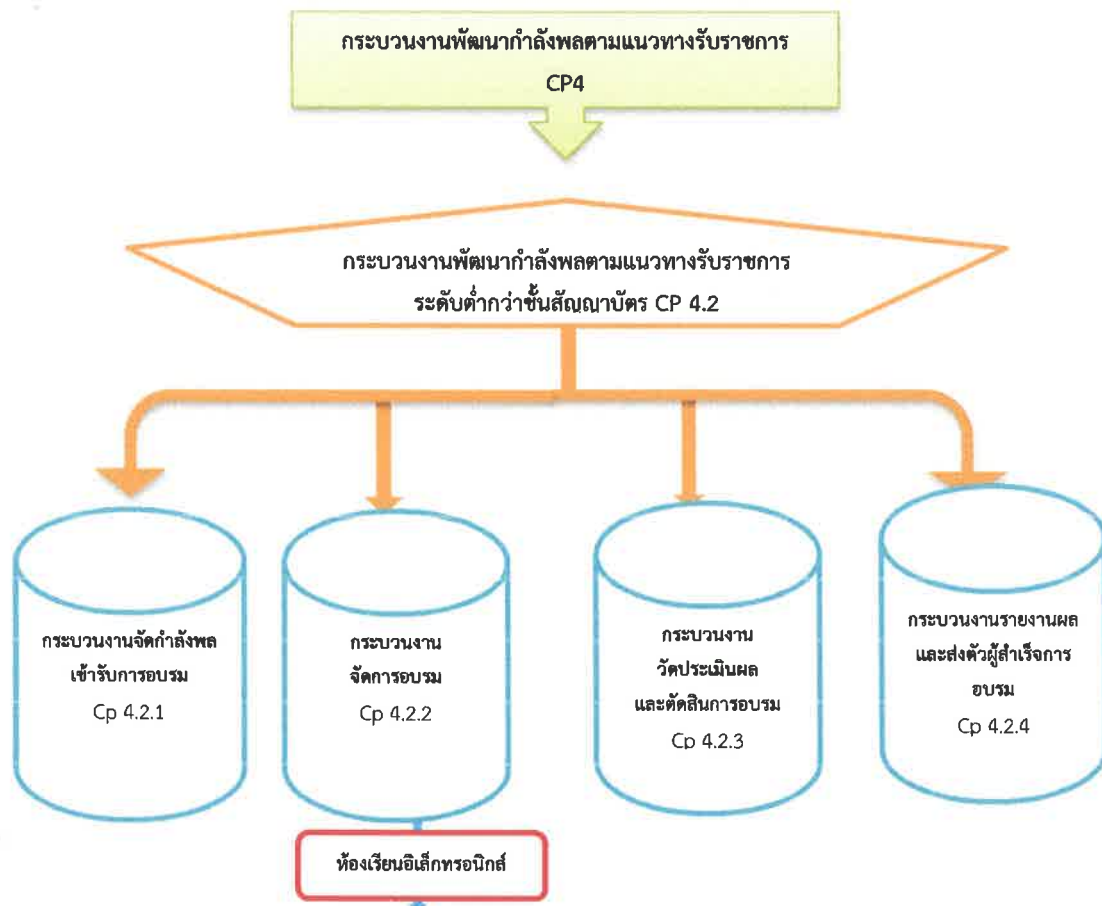 กระบวนงานพัฒนากำลังพลตามแนวทางรับราชการ
CP4
กระบวนงานพัฒนากำลังพลตามแนวทางรับราชการ
ระดับต่ำกว่าชั้นสัญญาบัตร CP 4.2
กระบวนงานจัดกำลังพล
เข้ารับการอบรม
Cp 4.2.1
กระบวนงาน
จัดการอบรม
Cp 4.2.2
กระบวนงาน
วัดประเมินผล
และตัดสินการอบรม
Cp 4.2.3
กระบวนงานรายงานผล
และส่งตัวผู้สำเร็จการ
อบรม
Cp 4.2.4
ห้องเรียนอิเล็กทรอนิกส์